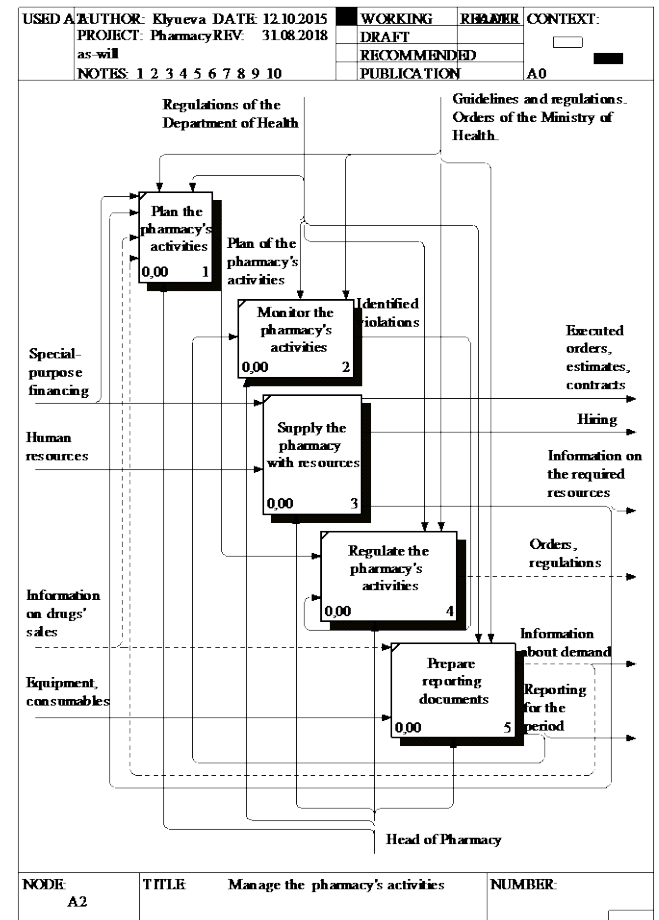 USED AT: AUTHOR: Klyueva DATE: 12.10.2015 WORKING READER CONTEXT:
PROJECT: Pharmacy REV: 31.08.2018 DRAFT
as-will RECOMMENDED
NOTES: 1 2 3 4 5 6 7 8 9 10 PUBLICATION A0
Regulations of the
Department of Health
Guidelines and regulations.
Orders of the Ministry of
Health.
Plan the
pharmacy's
activities
0,00 1
Plan of the
pharmacy's
activities
Monitor the
pharmacy's
activities
0,00 2
Identified
violations
Special-
purpose
financing
Executed
orders,
estimates,
contracts
Supply the
pharmacy
with resources
0,00 3
Hiring
Human
resources
Information on
the required
resources
Regulate the
pharmacy's
activities
0,00 4
Orders,
regulations
Information
on drugs'
sales
Information
about demand
Prepare
reporting
documents
0,00 5
Equipment,
consumables
Reporting
for the
period
Head of Pharmacy
NODE: TITLE: Manage the pharmacy's activities NUMBER:
A2